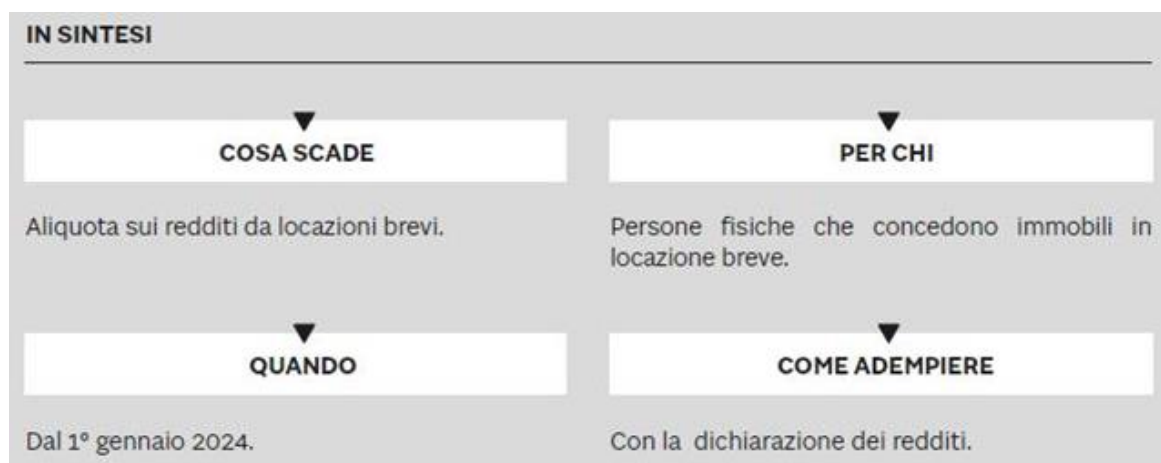 IN SINTESI
COSA SCADE
PER CHI
Aliquota sui redditi da locazioni brevi.
Persone fisiche che concedono immobili in
locazione breve.
QUANDO
COME ADEMPIERE
Dal 1° gennaio 2024.
Con la dichiarazione dei redditi.